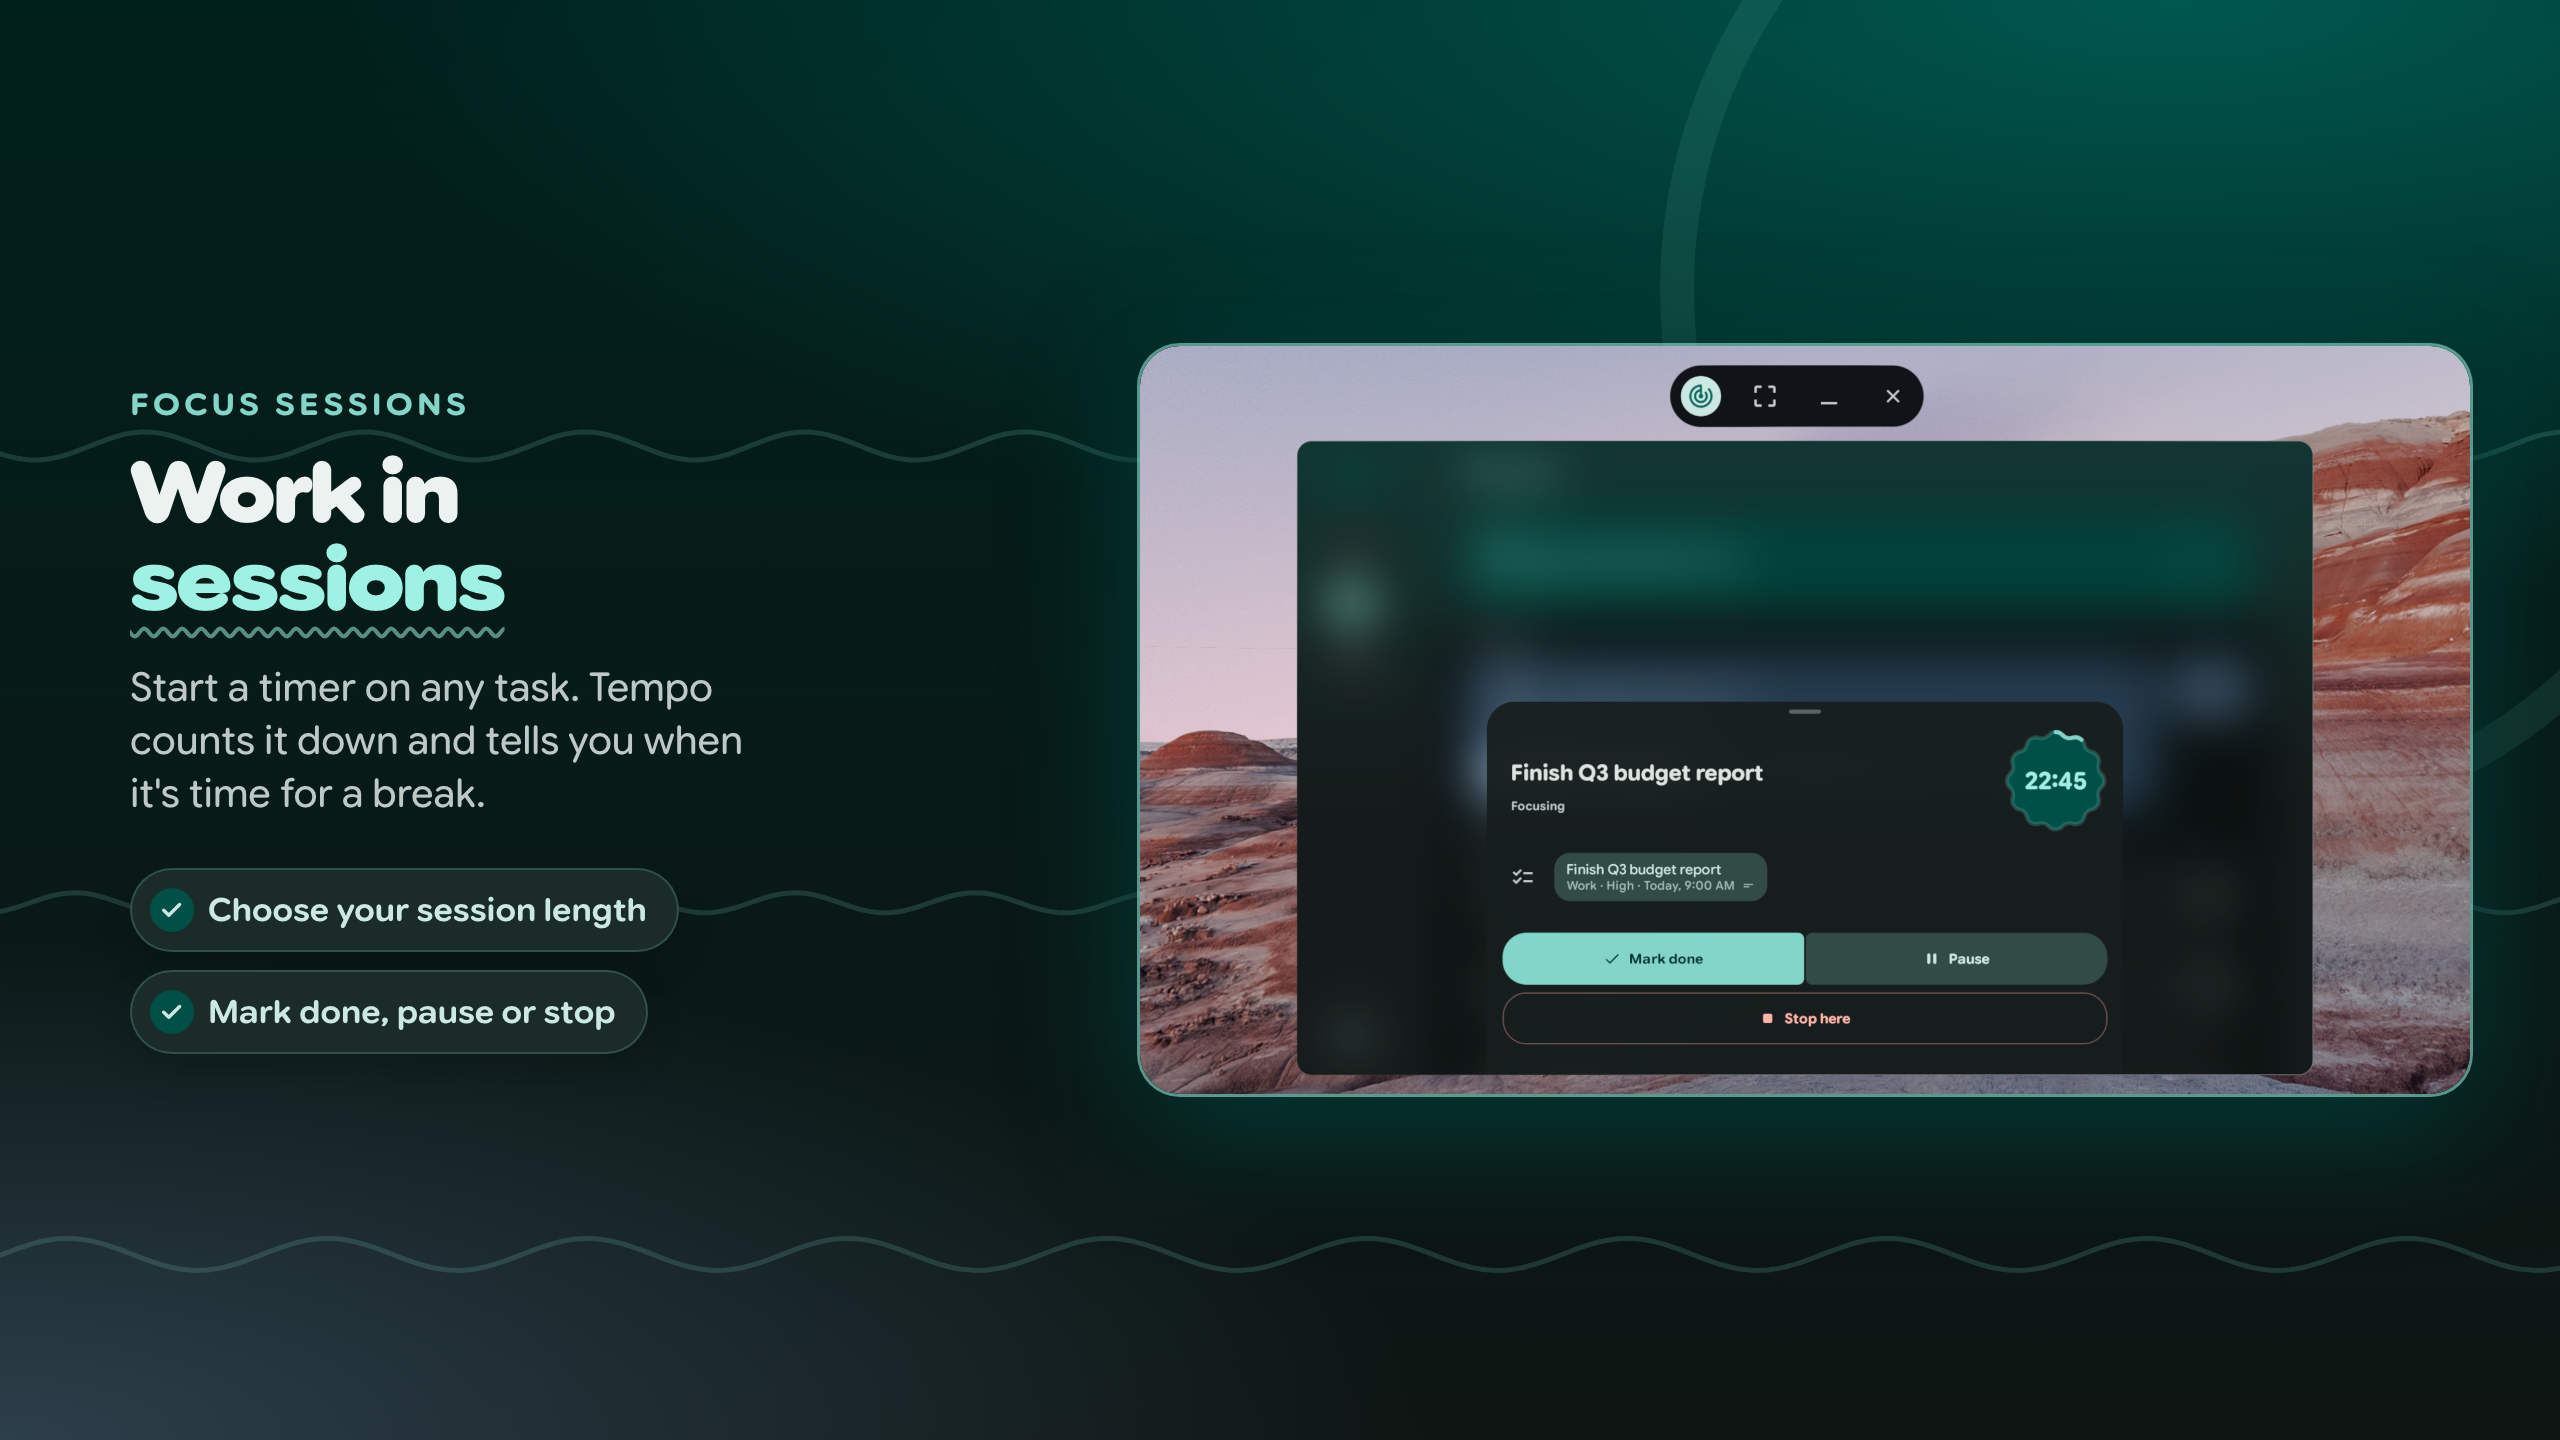 FOCUS SESSIONS
Work in
sessions
Start a timer on any task. Tempo
counts it down and tells you when
it's time for a break.
Choose your session length
Mark done, pause or stop
Finish Q3 budget report
Focusing
22:45
Finish Q3 budget report
Work · High · Today, 9:00 AM
Mark done
Pause
Stop here